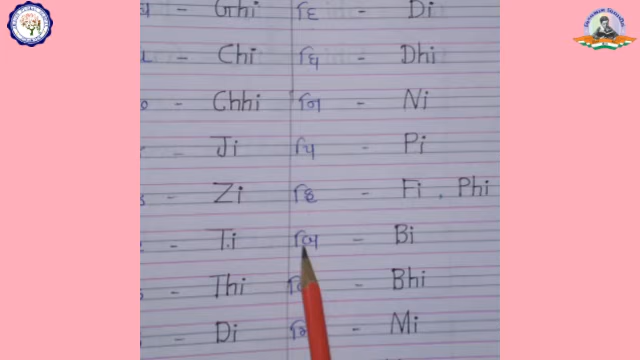 - Ghi દિ - Di
- Chi ધિ - Dhi
- Chhi નિ - Ni
- Ji પિ - Pi
- Zi ફિ - Fi, Phi
- Ti બિ - Bi
- Thi - Bhi
- Di મિ - Mi